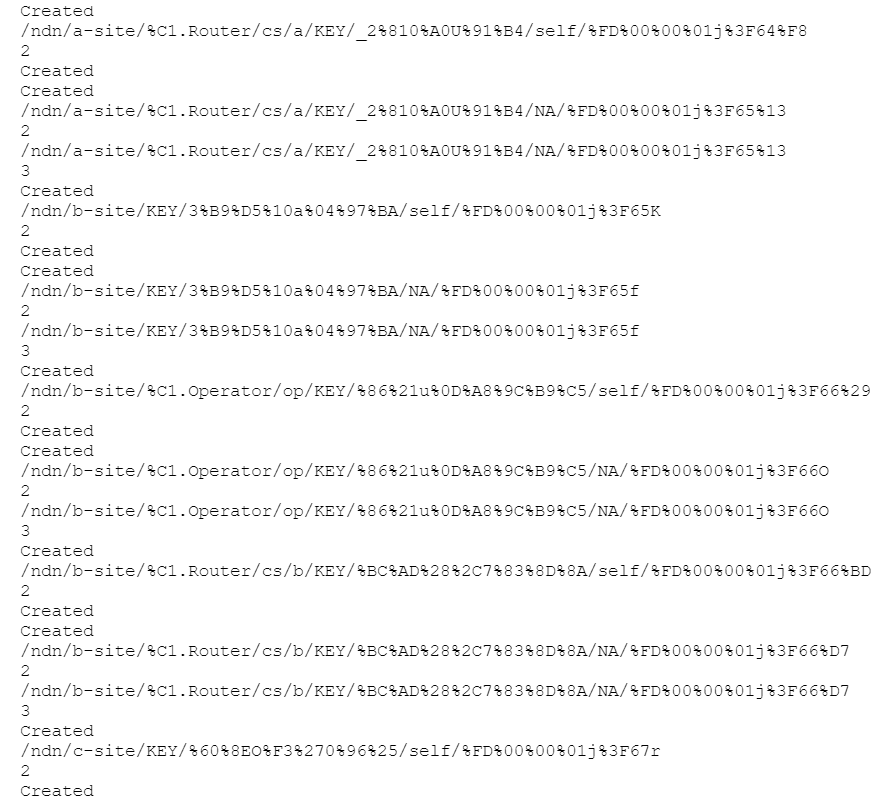 Created
/ndn/a-site/%C1.Router/cs/a/KEY/_2%810%A0U%91%B4/self/%FD%00%00%01j%3F64%F8
2
Created
Created
/ndn/a-site/%C1.Router/cs/a/KEY/_2%810%A0U%91%B4/NA/%FD%00%00%01j%3F65%13
2
/ndn/a-site/%C1.Router/cs/a/KEY/_2%810%A0U%91%B4/NA/%FD%00%00%01j%3F65%13
3
Created
/ndn/b-site/KEY/3%B9%D5%10a%04%97%BA/self/%FD%00%00%01j%3F65K
2
Created
Created
/ndn/b-site/KEY/3%B9%D5%10a%04%97%BA/NA/%FD%00%00%01j%3F65f
2
/ndn/b-site/KEY/3%B9%D5%10a%04%97%BA/NA/%FD%00%00%01j%3F65f
3
Created
/ndn/b-site/%C1.Operator/op/KEY/%86%21u%0D%A8%9C%B9%C5/self/%FD%00%00%01j%3F66%29
2
Created
Created
/ndn/b-site/%C1.Operator/op/KEY/%86%21u%0D%A8%9C%B9%C5/NA/%FD%00%00%01j%3F66O
2
/ndn/b-site/%C1.Operator/op/KEY/%86%21u%0D%A8%9C%B9%C5/NA/%FD%00%00%01j%3F66O
3
Created
/ndn/b-site/%C1.Router/cs/b/KEY/%BC%AD%28%2C7%83%8D%8A/self/%FD%00%00%01j%3F66%BD
2
Created
Created
/ndn/b-site/%C1.Router/cs/b/KEY/%BC%AD%28%2C7%83%8D%8A/NA/%FD%00%00%01j%3F66%D7
2
/ndn/b-site/%C1.Router/cs/b/KEY/%BC%AD%28%2C7%83%8D%8A/NA/%FD%00%00%01j%3F66%D7
3
Created
/ndn/c-site/KEY/%60%8EO%F3%270%96%25/self/%FD%00%00%01j%3F67r
2
Created